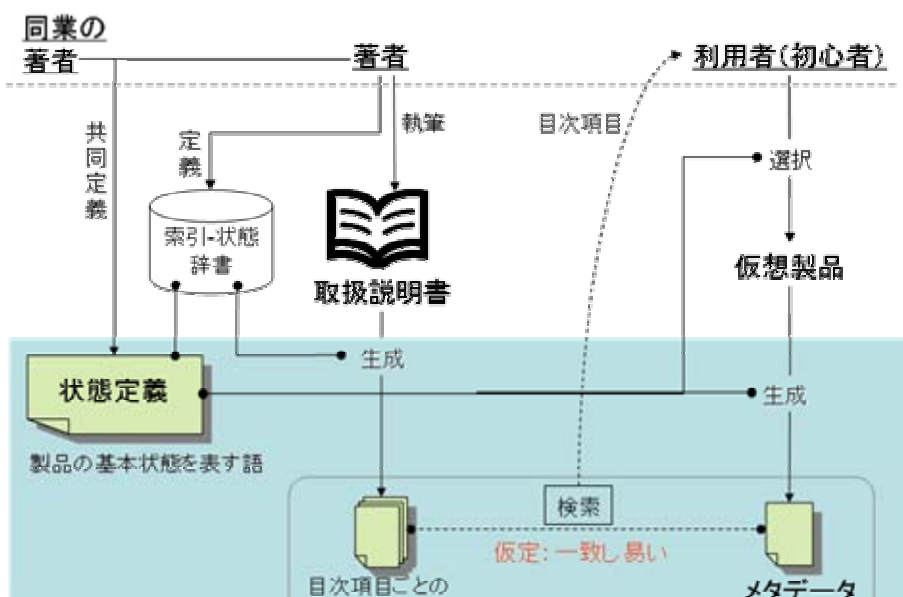 同業の
著者
著者
利用者(初心者)
共同定義
定義
執筆
目次項目
選択
索引-状態
辞書
取扱説明書
仮想製品
生成
状態定義
生成
製品の基本状態を表す語
検索
仮定: 一致し易い
目次項目ごとの
メタデータ